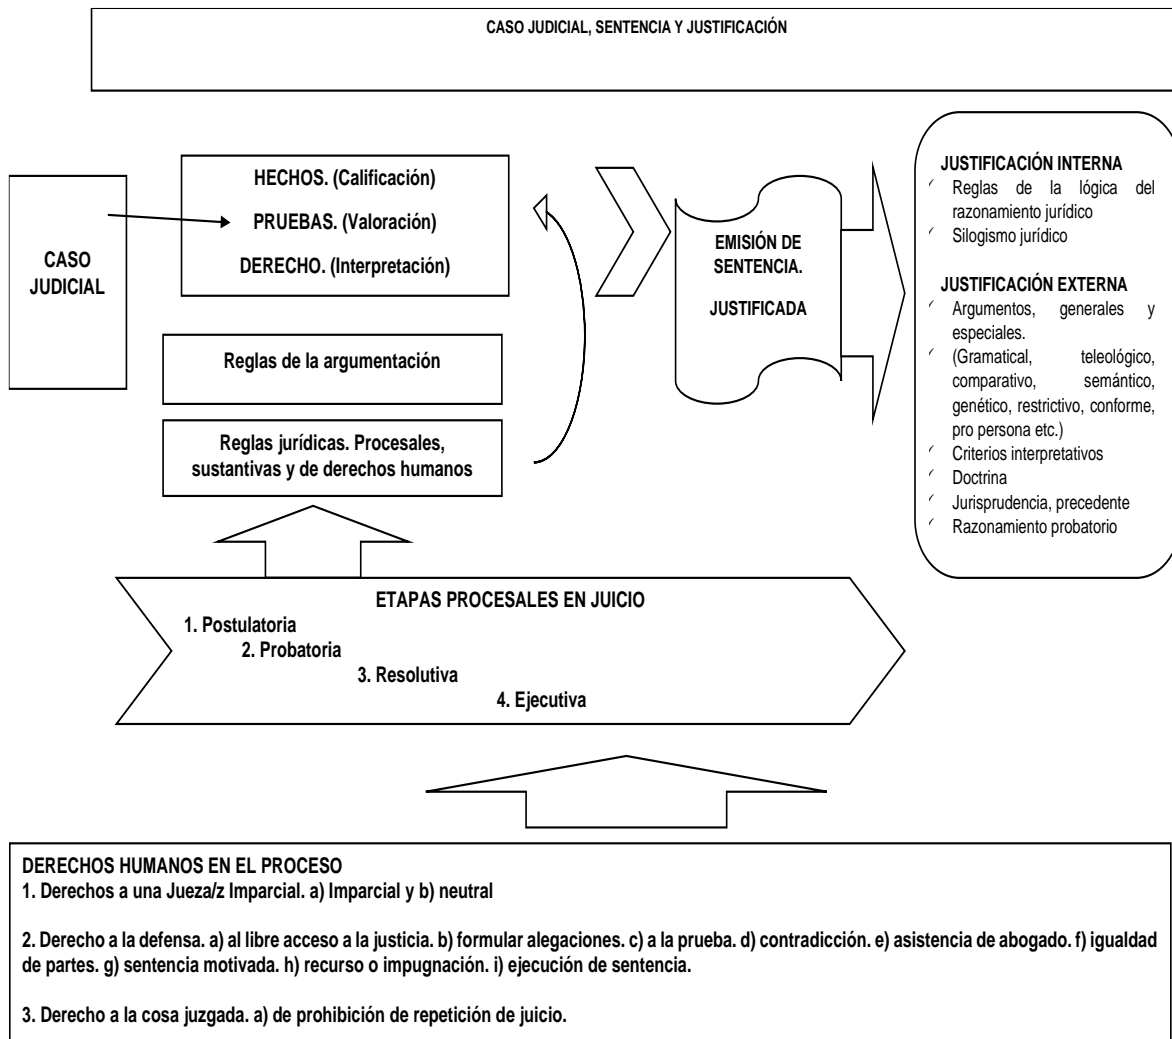 CASO JUDICIAL, SENTENCIA Y JUSTIFICACIÓN
CASO
JUDICIAL
HECHOS. (Calificación)
PRUEBAS. (Valoración)
DERECHO. (Interpretación)
Reglas de la argumentación
Reglas jurídicas. Procesales,
sustantivas y de derechos humanos
EMISIÓN DE
SENTENCIA.
JUSTIFICADA
JUSTIFICACIÓN INTERNA
Reglas de la lógica del
razonamiento jurídico
Silogismo jurídico
JUSTIFICACIÓN EXTERNA
Argumentos, generales y
especiales.
(Gramatical, teleológico,
comparativo, semántico,
genético, restrictivo, conforme,
pro persona etc.)
Criterios interpretativos
Doctrina
Jurisprudencia, precedente
Razonamiento probatorio
ETAPAS PROCESALES EN JUICIO
1. Postulatoria
2. Probatoria
3. Resolutiva
4. Ejecutiva
DERECHOS HUMANOS EN EL PROCESO
1. Derechos a una Jueza/z Imparcial. a) Imparcial y b) neutral
2. Derecho a la defensa. a) al libre acceso a la justicia. b) formular alegaciones. c) a la prueba. d) contradicción. e) asistencia de abogado. f) igualdad
de partes. g) sentencia motivada. h) recurso o impugnación. i) ejecución de sentencia.
3. Derecho a la cosa juzgada. a) de prohibición de repetición de juicio.